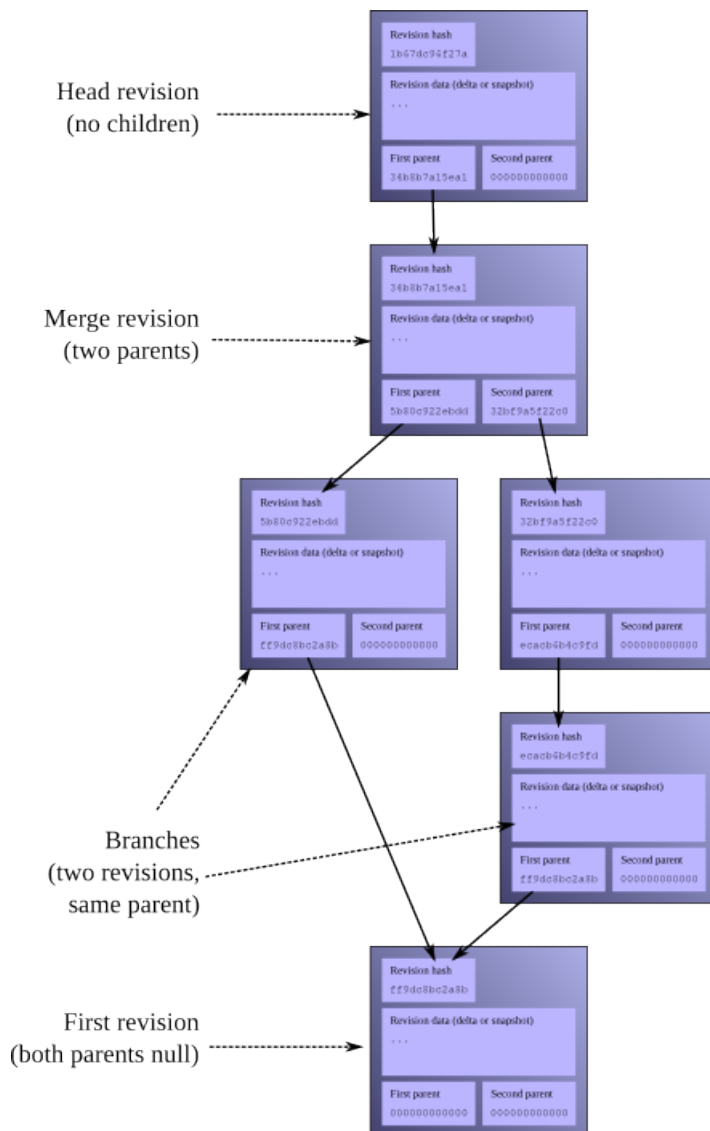 Revision hash
1b67dc96f27a
Head revision
(no children)
Revision data (delta or snapshot)
...
First parent
Second parent
34b8b7a15ea1
000000000000
Revision hash
34b8b7a15ea1
Merge revision
(two parents)
Revision data (delta or snapshot)
...
First parent
Second parent
5b80c922ebdd
32bf9a5f22c0
Revision hash
5b80c922ebdd
Revision data (delta or snapshot)
...
First parent
Second parent
ff9dc8bc2a8b
000000000000
Revision hash
32bf9a5f22c0
Revision data (delta or snapshot)
...
First parent
Second parent
ecacb6b4c9fd
000000000000
Revision hash
ecacb6b4c9fd
Revision data (delta or snapshot)
...
First parent
Second parent
ff9dc8bc2a8b
000000000000
Branches
(two revisions,
same parent)
Revision hash
ff9dc8bc2a8b
First revision
(both parents null)
Revision data (delta or snapshot)
...
First parent
Second parent
000000000000
000000000000